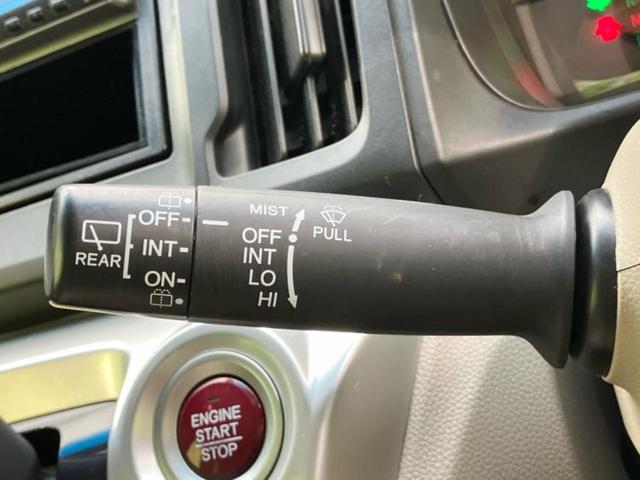 REAR
OFF
INT
ON
MIST
OFF
INT
LO
HI
PULL
ENGINE
START
STOP